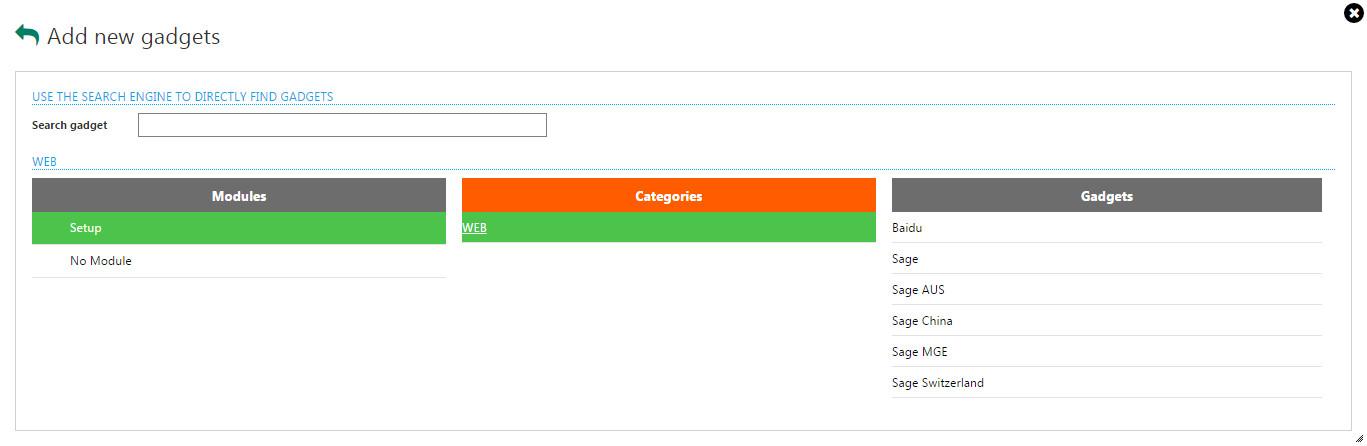 Add new gadgets
USE THE SEARCH ENGINE TO DIRECTLY FIND GADGETS
Search gadget
WEB
Modules
Setup
No Module
Categories
WEB
Gadgets
Baidu
Sage
Sage AUS
Sage China
Sage MGE
Sage Switzerland